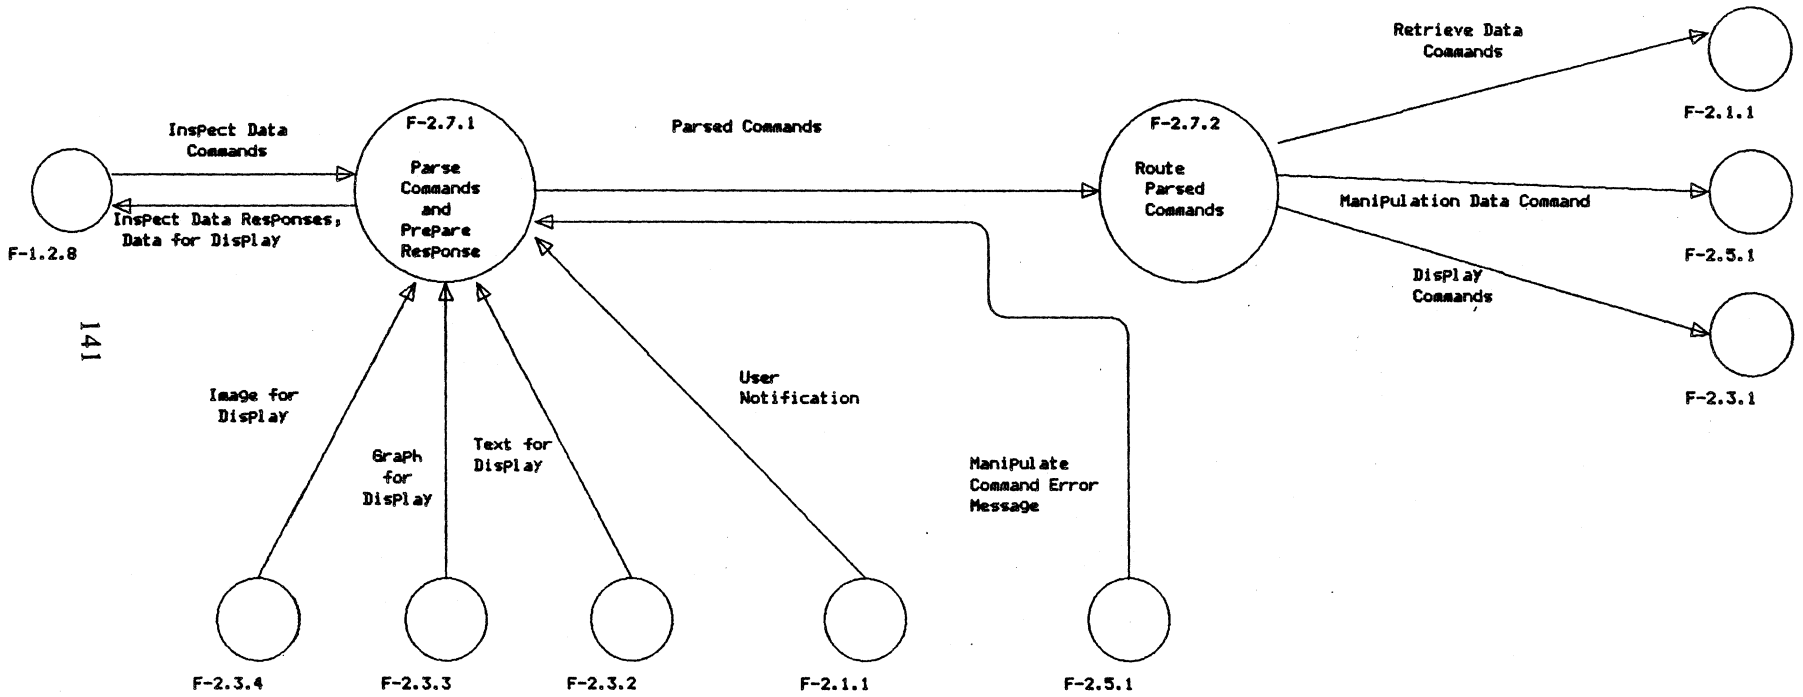 Retrieve Data
Commands
F-2.1.1
F-2.7.1
Parsed Commands
F-2.7.2
Inspect Data
Commands
Parse
Commands
and
Prepare
Response
Route
Parsed
Commands
Manipulation Data Command
Inspect Data Responses,
Data for Display
F-1.2.8
F-2.5.1
Display
Commands
141
F-2.3.1
Image for
Display
Graph
for
Display
Text for
Display
User
Notification
Manipulate
Command Error
Message
F-2.3.4
F-2.3.3
F-2.3.2
F-2.1.1
F-2.5.1